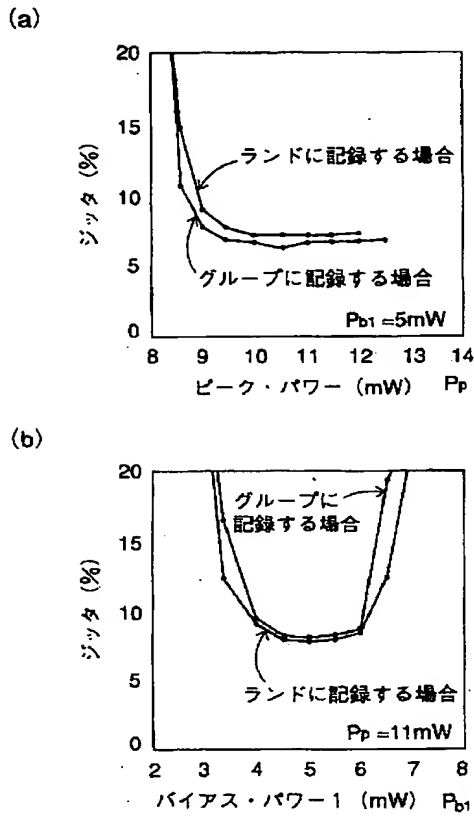 (a)
20
15
10
5
0
ジッタ (%)
ランドに記録する場合
グループに記録する場合
Pb1=5mW
8 9 10 11 12 13 14
ピーク・パワー (mW) Pp
(b)
20
15
10
5
0
ジッタ (%)
グループに
記録する場合
ランドに記録する場合
Pp=11mW
2 3 4 5 6 7 8
バイアス・パワー1 (mW) Pb1